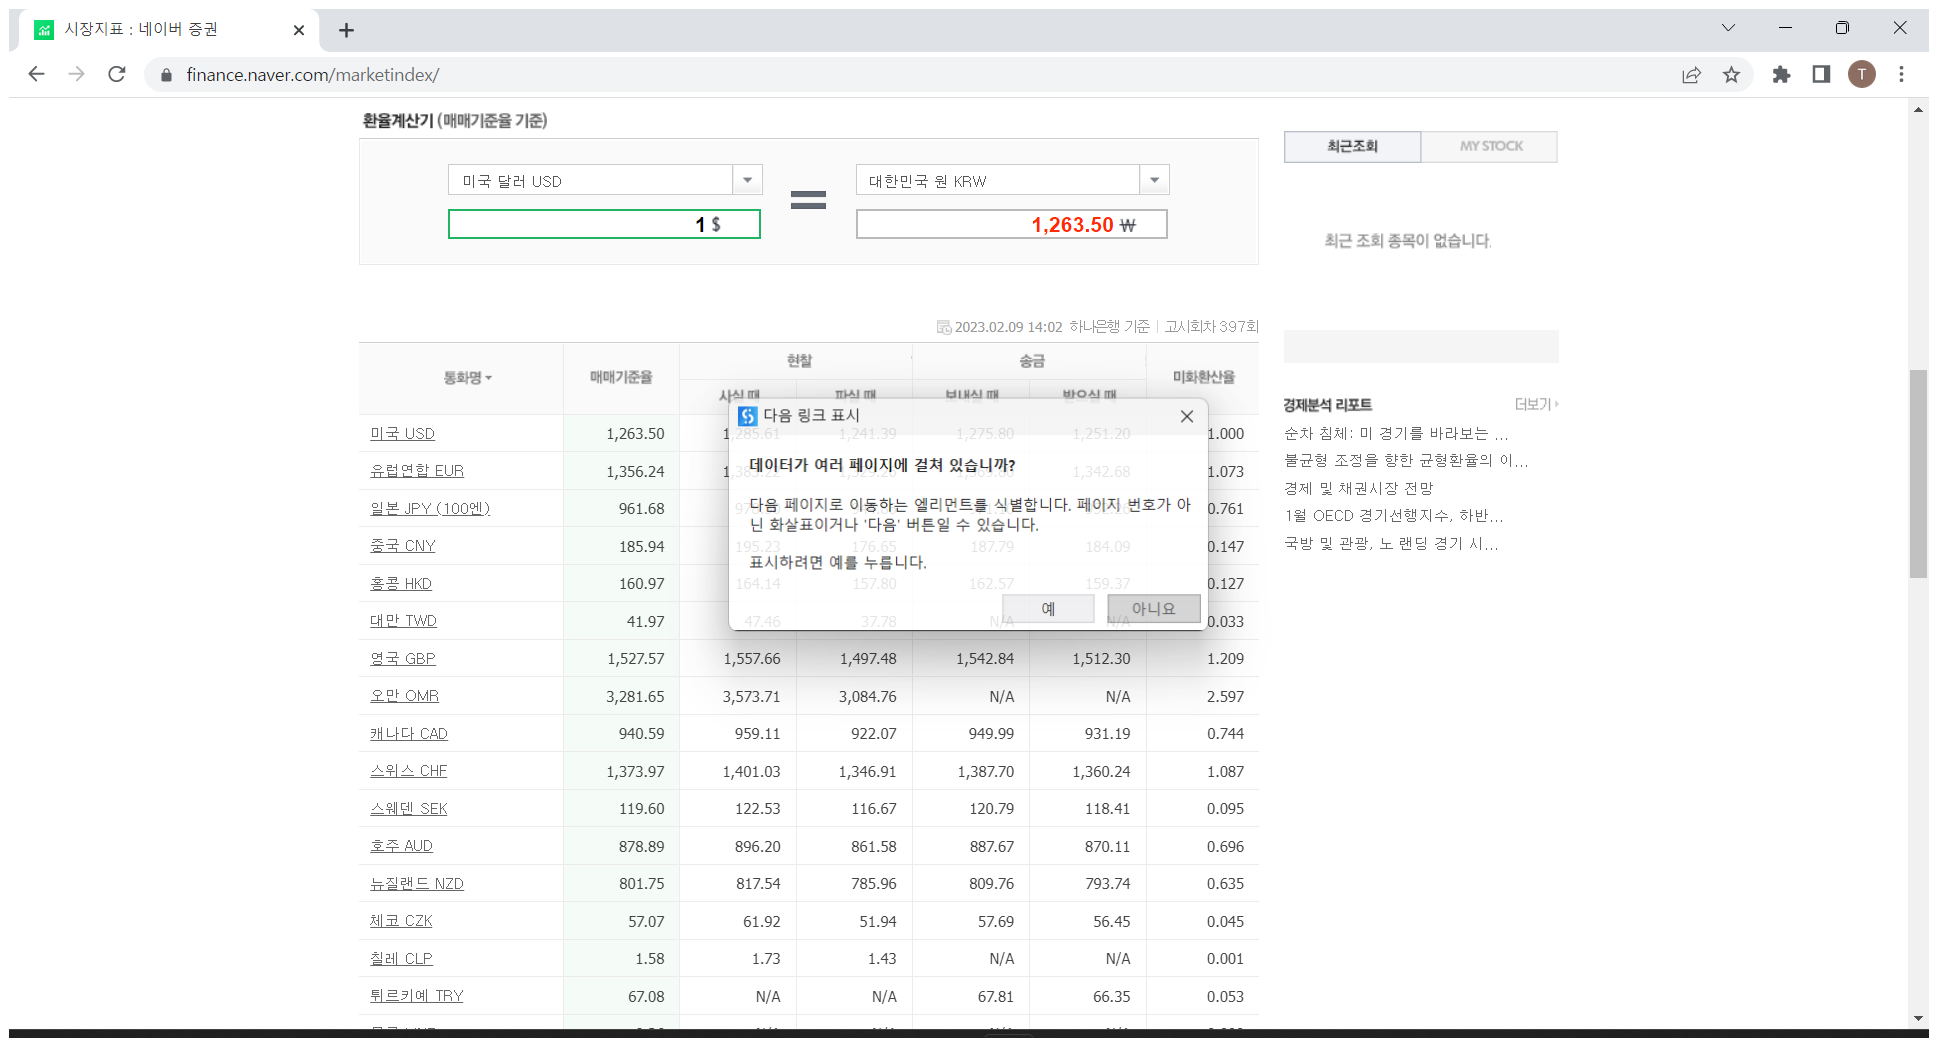 시장지표 : 네이버 증권
finance.naver.com/marketindex/
T
환율계산기 (매매기준율 기준)
미국 달러 USD
대한민국 원 KRW
1 $
1,263.50 ₩
최근조회 MY STOCK
최근 조회 종목이 없습니다.
2023.02.09 14:02 하나은행 기준 고시회차 397회
통화명 매매기준율 현찰 송금 미화환산율
사실 때 파실 때 보내실 때 받으실 때
미국 USD 1,263.50 1,285.61 1,241.39 1,275.80 1,251.20 1.000
유럽연합 EUR 1,356.24 1,342.68 1.073
일본 JPY (100엔) 961.68 0.761
중국 CNY 185.94 195.23 176.65 187.79 184.09 0.147
홍콩 HKD 160.97 164.14 157.80 162.57 159.37 0.127
대만 TWD 41.97 47.46 37.78 N/A N/A 0.033
영국 GBP 1,527.57 1,557.66 1,497.48 1,542.84 1,512.30 1.209
오만 OMR 3,281.65 3,573.71 3,084.76 N/A N/A 2.597
캐나다 CAD 940.59 959.11 922.07 949.99 931.19 0.744
스위스 CHF 1,373.97 1,401.03 1,346.91 1,387.70 1,360.24 1.087
스웨덴 SEK 119.60 122.53 116.67 120.79 118.41 0.095
호주 AUD 878.89 896.20 861.58 887.67 870.11 0.696
뉴질랜드 NZD 801.75 817.54 785.96 809.76 793.74 0.635
체코 CZK 57.07 61.92 51.94 57.69 56.45 0.045
칠레 CLP 1.58 1.73 1.43 N/A N/A 0.001
튀르키예 TRY 67.08 N/A N/A 67.81 66.35 0.053
다음 링크 표시
데이터가 여러 페이지에 걸쳐 있습니까?
다음 페이지로 이동하는 엘리먼트를 식별합니다. 페이지 번호가 아
닌 화살표이거나 '다음' 버튼일 수 있습니다.
표시하려면 예를 누릅니다.
예 아니요
경제분석 리포트 더보기
순차 침체: 미 경기를 바라보는 ...
불균형 조정을 향한 균형환율의 이...
경제 및 채권시장 전망
1월 OECD 경기선행지수, 하반...
국방 및 관광, 노 랜딩 경기 시...